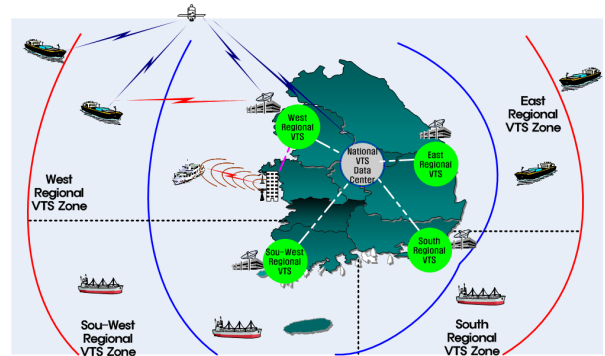 East
Regional
VTS Zone
West
Regional
VTS
National
VTS
Data
Center
East
Regional
VTS
West
Regional
VTS Zone
Sou-West
Regional
VTS
South
Regional
VTS
Sou-West
Regional
VTS Zone
South
Regional
VTS Zone